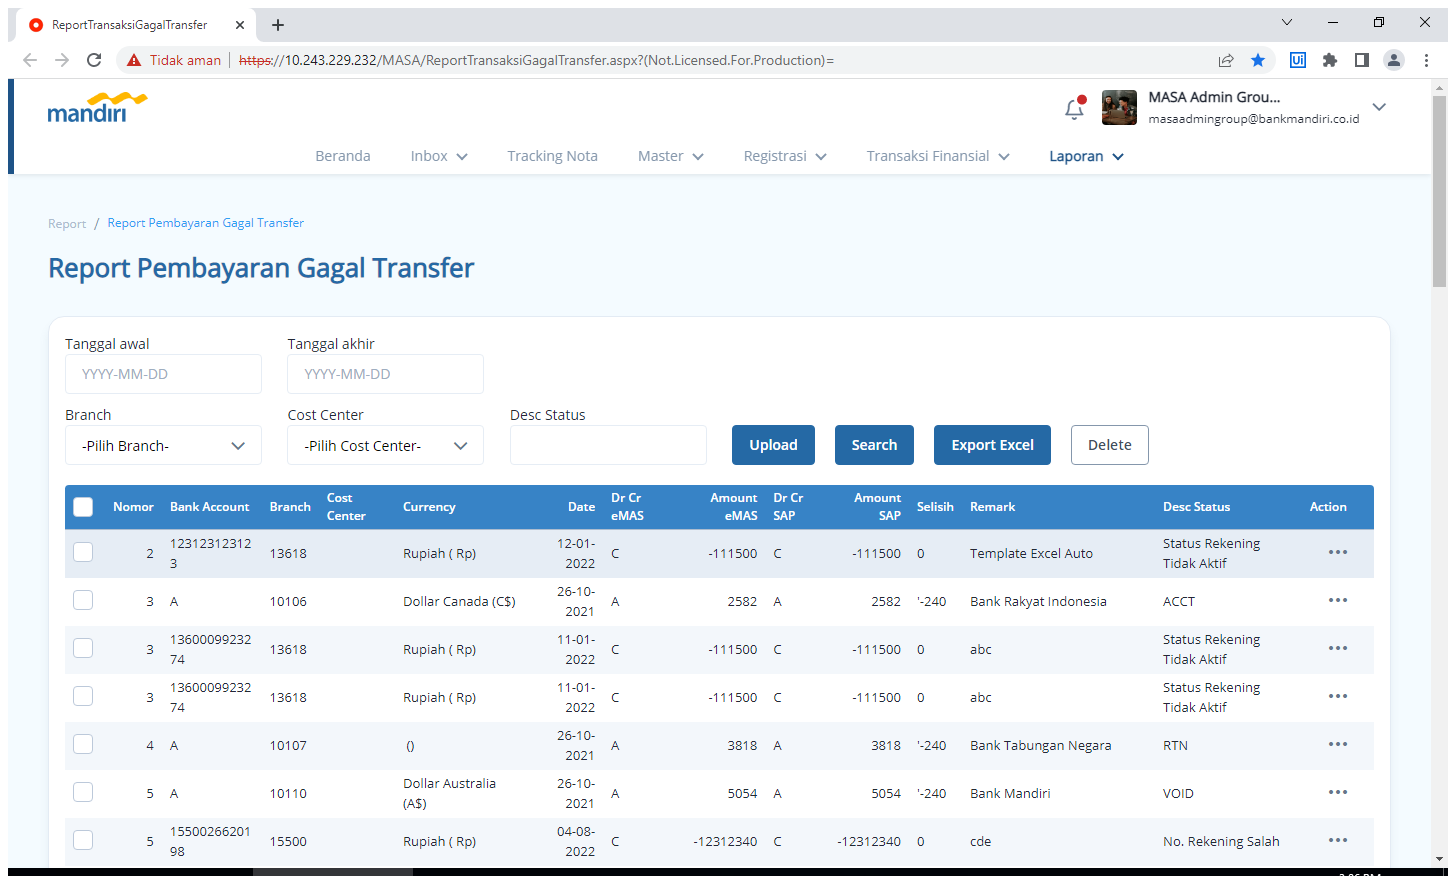 ReportTransaksiGagalTransfer
Tidak aman https://10.243.229.232/MASA/ReportTransaksiGagalTransfer.aspx?(Not.Licensed.For.Production)=
mandiri
MASA Admin Grou...
masaadmingroup@bankmandiri.co.id
Beranda Inbox Tracking Nota Master Registrasi Transaksi Finansial Laporan
Report / Report Pembayaran Gagal Transfer
Report Pembayaran Gagal Transfer
Tanggal awal Tanggal akhir
YYYY-MM-DD YYYY-MM-DD
Branch Cost Center Desc Status
-Pilih Branch- -Pilih Cost Center- Upload Search Export Excel Delete
Nomor Bank Account Branch Cost Center Currency Date Dr Cr eMAS Amount eMAS Dr Cr SAP Amount SAP Selisih Remark Desc Status Action
2 12312312312 3 13618 Rupiah ( Rp) 12-01-2022 C -111500 C -111500 0 Template Excel Auto Status Rekening Tidak Aktif •••
3 A 10106 Dollar Canada (C$) 26-10-2021 A 2582 A 2582 '-240 Bank Rakyat Indonesia ACCT •••
3 13600099232 74 13618 Rupiah ( Rp) 11-01-2022 C -111500 C -111500 0 abc Status Rekening Tidak Aktif •••
3 13600099232 74 13618 Rupiah ( Rp) 11-01-2022 C -111500 C -111500 0 abc Status Rekening Tidak Aktif •••
4 A 10107 () 26-10-2021 A 3818 A 3818 '-240 Bank Tabungan Negara RTN •••
5 A 10110 Dollar Australia (A$) 26-10-2021 A 5054 A 5054 '-240 Bank Mandiri VOID •••
5 15500266201 98 15500 Rupiah ( Rp) 04-08-2022 C -12312340 C -12312340 0 cde No. Rekening Salah •••